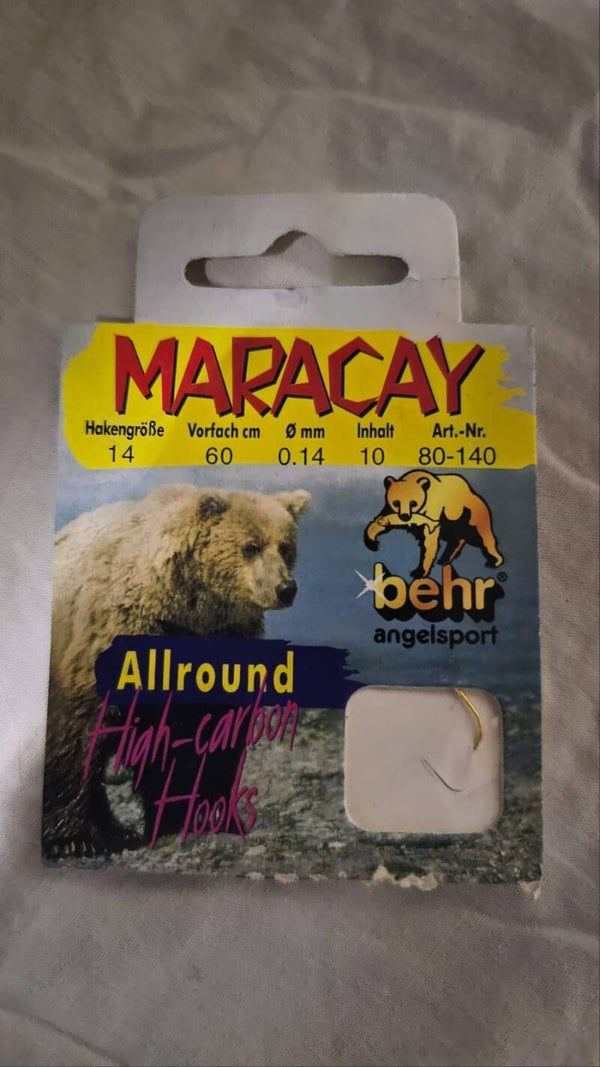 MARACAY
Hakengröße Vorfach cm Ø mm Inhalt Art.-Nr.
14 60 0.14 10 80-140
behr®
angelsport
Allround
High-carbon
Hooks